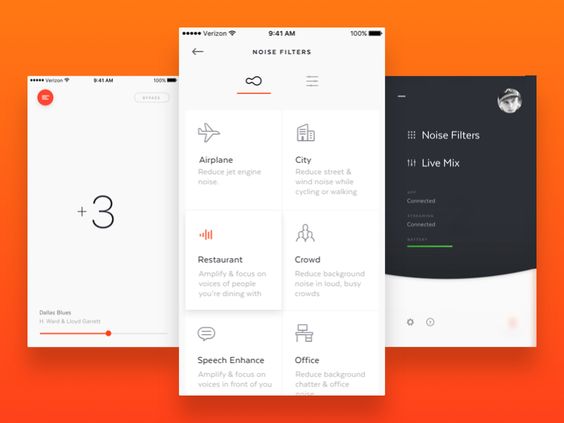 Verizon 9:41 AM 100%
BYPASS
+3
Dallas Blues
H. Ward & Lloyd Garrett
Verizon 9:41 AM 100%
NOISE FILTERS
Airplane
Reduce jet engine
noise.
City
Reduce street &
wind noise while
cycling or walking
Restaurant
Amplify & focus on
voices of people
you're dining with
Crowd
Reduce background
noise in loud, busy
crowds
Speech Enhance
Amplify & focus on
voices in front of you
Office
Reduce background
chatter & office
noise
Noise Filters
Live Mix
APP
Connected
STREAMING
Connected
BATTERY